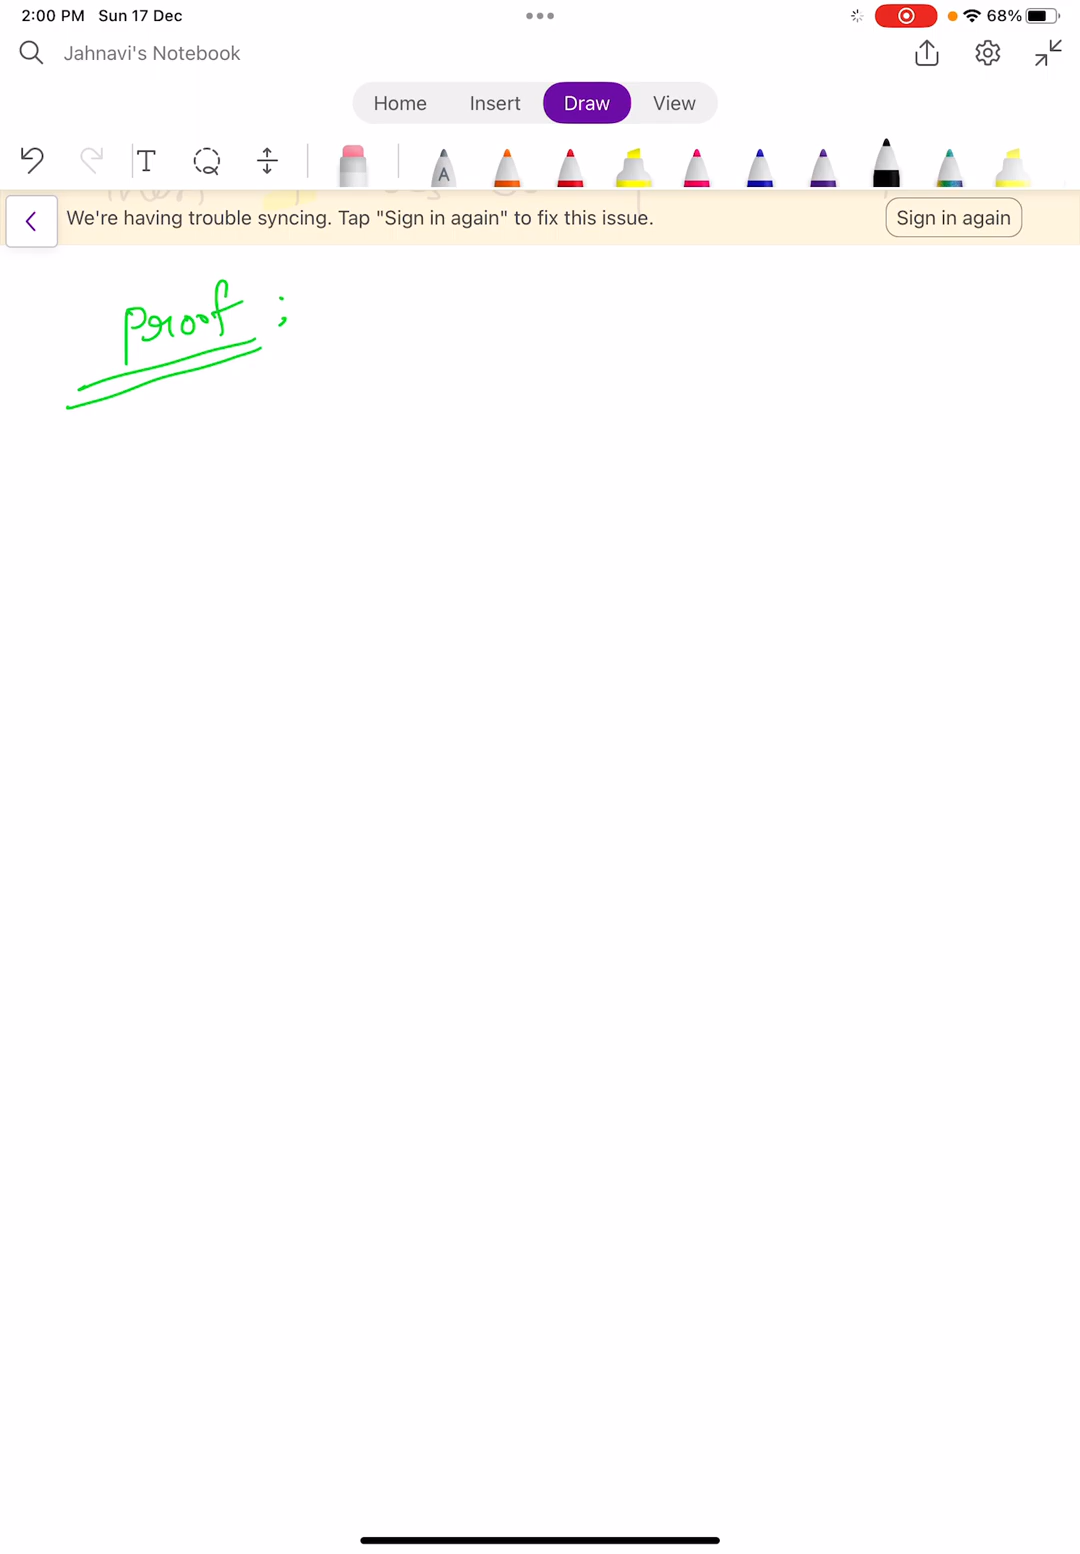 2:00 PM Sun 17 Dec
68%
Jahnavi's Notebook
Home Insert Draw View
T
A
We're having trouble syncing. Tap "Sign in again" to fix this issue.
Sign in again
Proof :